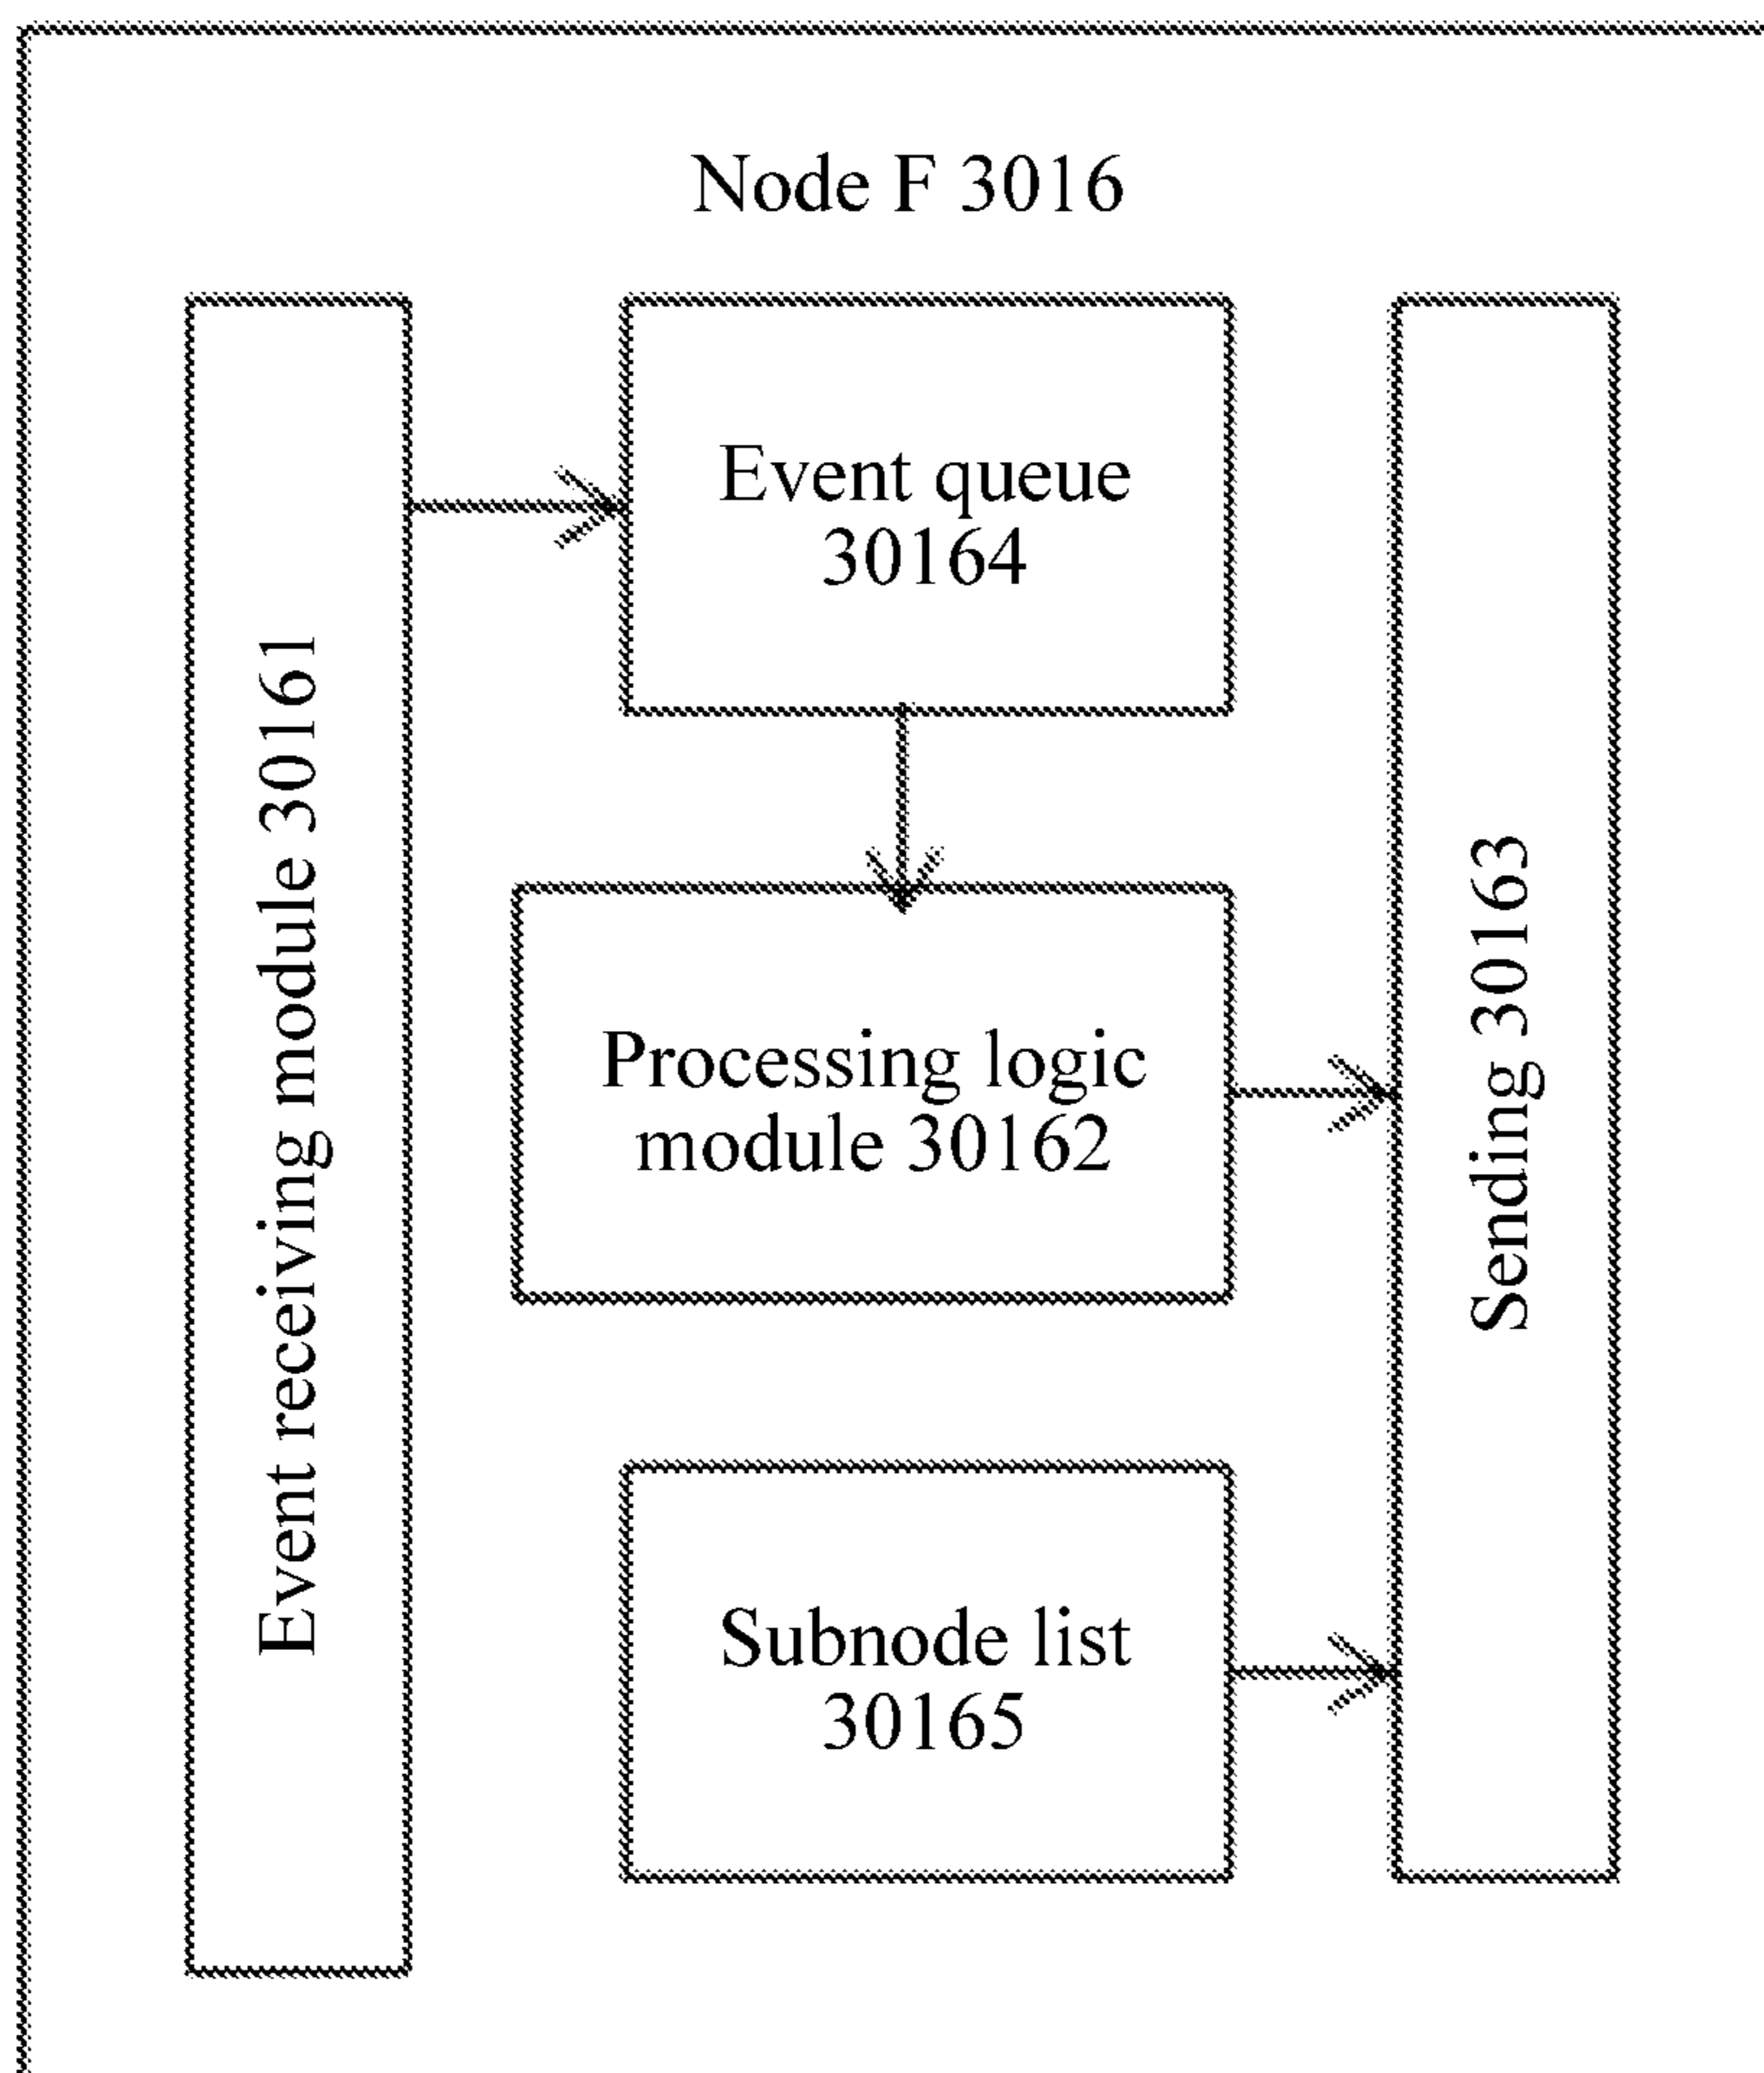 Node F 3016
Event receiving module 30161
Event queue
30164
Processing logic
module 30162
Subnode list
30165
Sending 30163